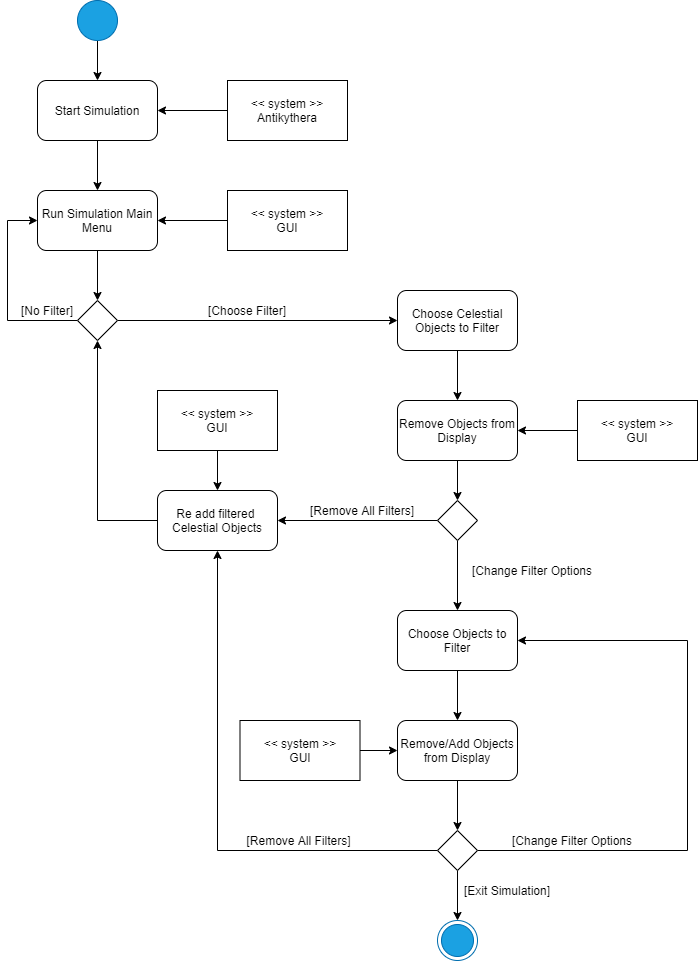 Start Simulation
<< system >>
Antikythera
Run Simulation Main
Menu
<< system >>
GUI
[No Filter]
[Choose Filter]
Choose Celestial
Objects to Filter
<< system >>
GUI
Remove Objects from
Display
<< system >>
GUI
Re add filtered
Celestial Objects
[Remove All Filters]
[Change Filter Options
Choose Objects to
Filter
<< system >>
GUI
Remove/Add Objects
from Display
[Remove All Filters]
[Change Filter Options
[Exit Simulation]